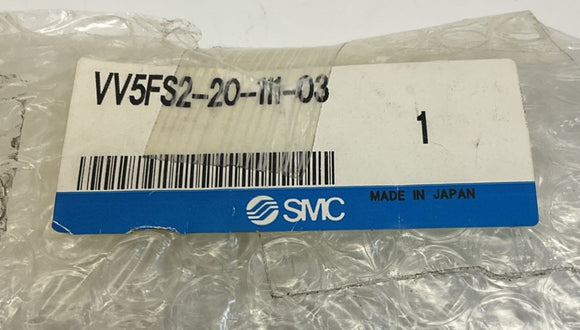 VV5FS2-20-111-03
1
SMC
MADE IN JAPAN